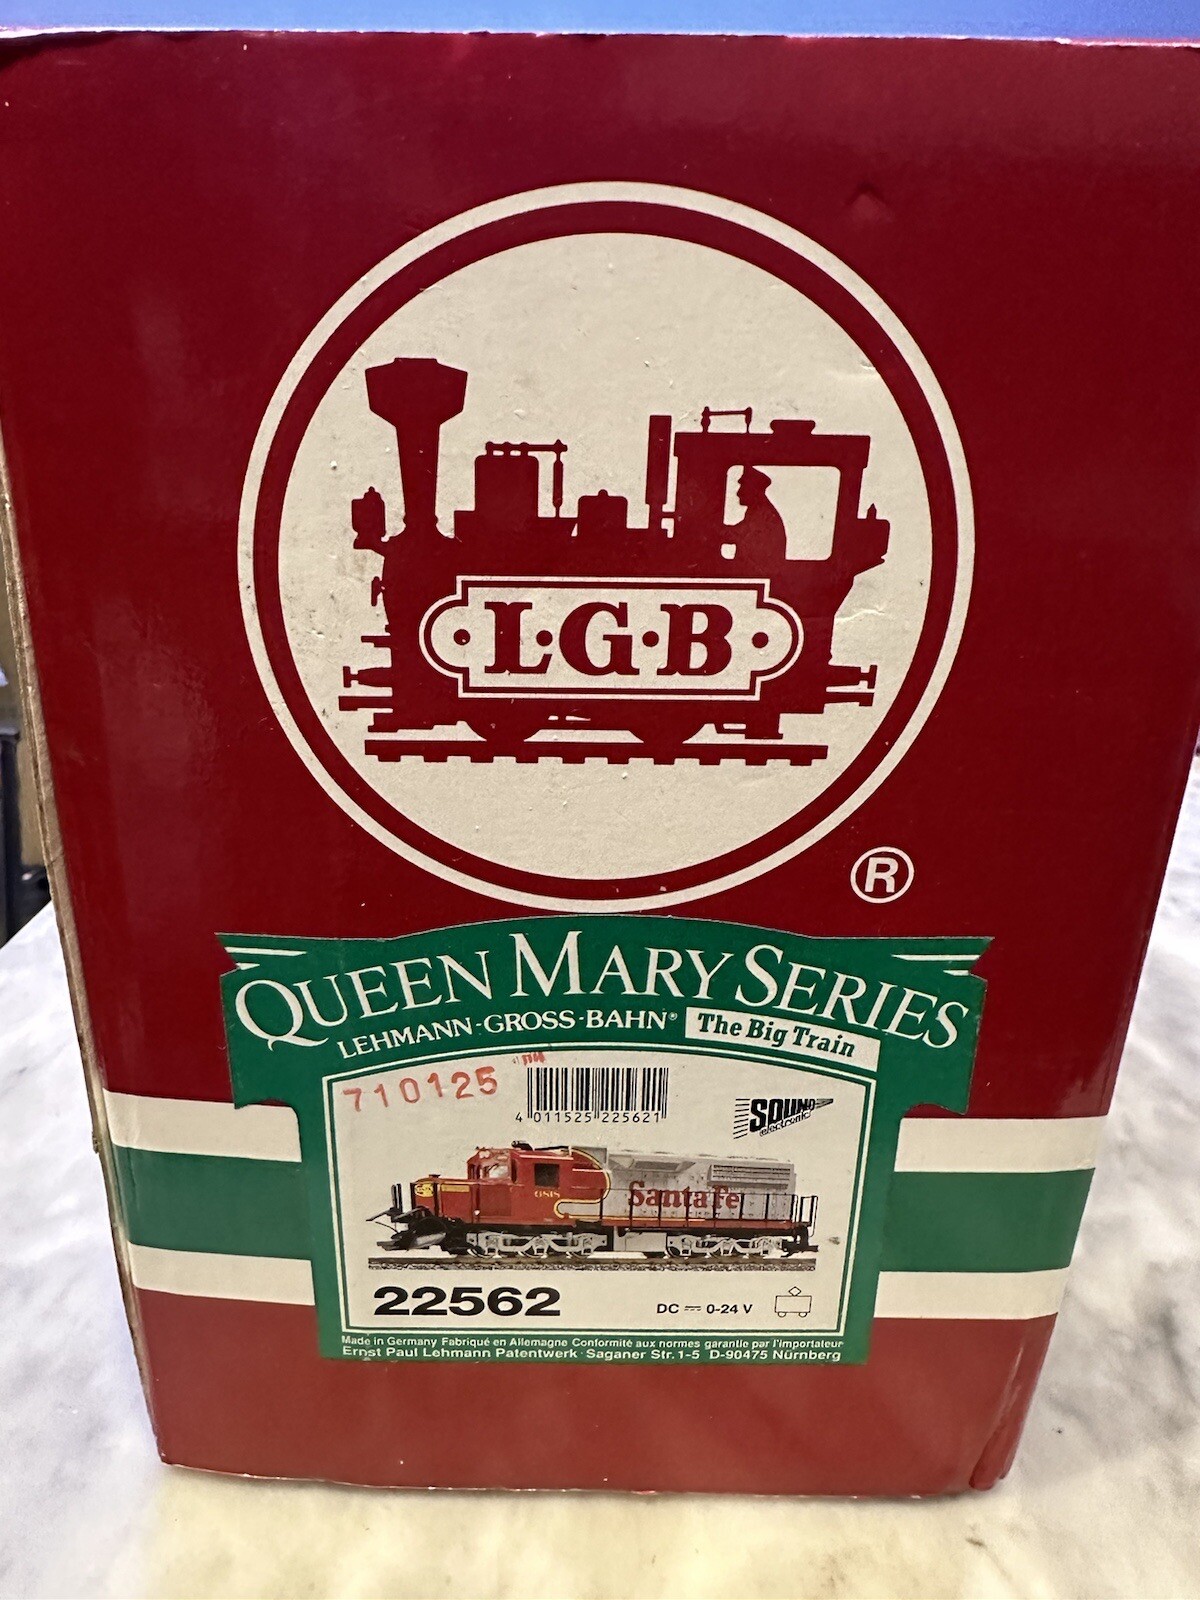 L·G·B
®
QUEEN MARY SERIES
LEHMANN-GROSS-BAHN® The Big Train
710125
4 011525 225621
SOUND
electronic
Santa Fe
22562
DC 0-24 V
Made in Germany Fabriqué en Allemagne Conformité aux normes garantie par l'importateur
Ernst Paul Lehmann Patentwerk · Saganer Str. 1-5 D-90475 Nürnberg